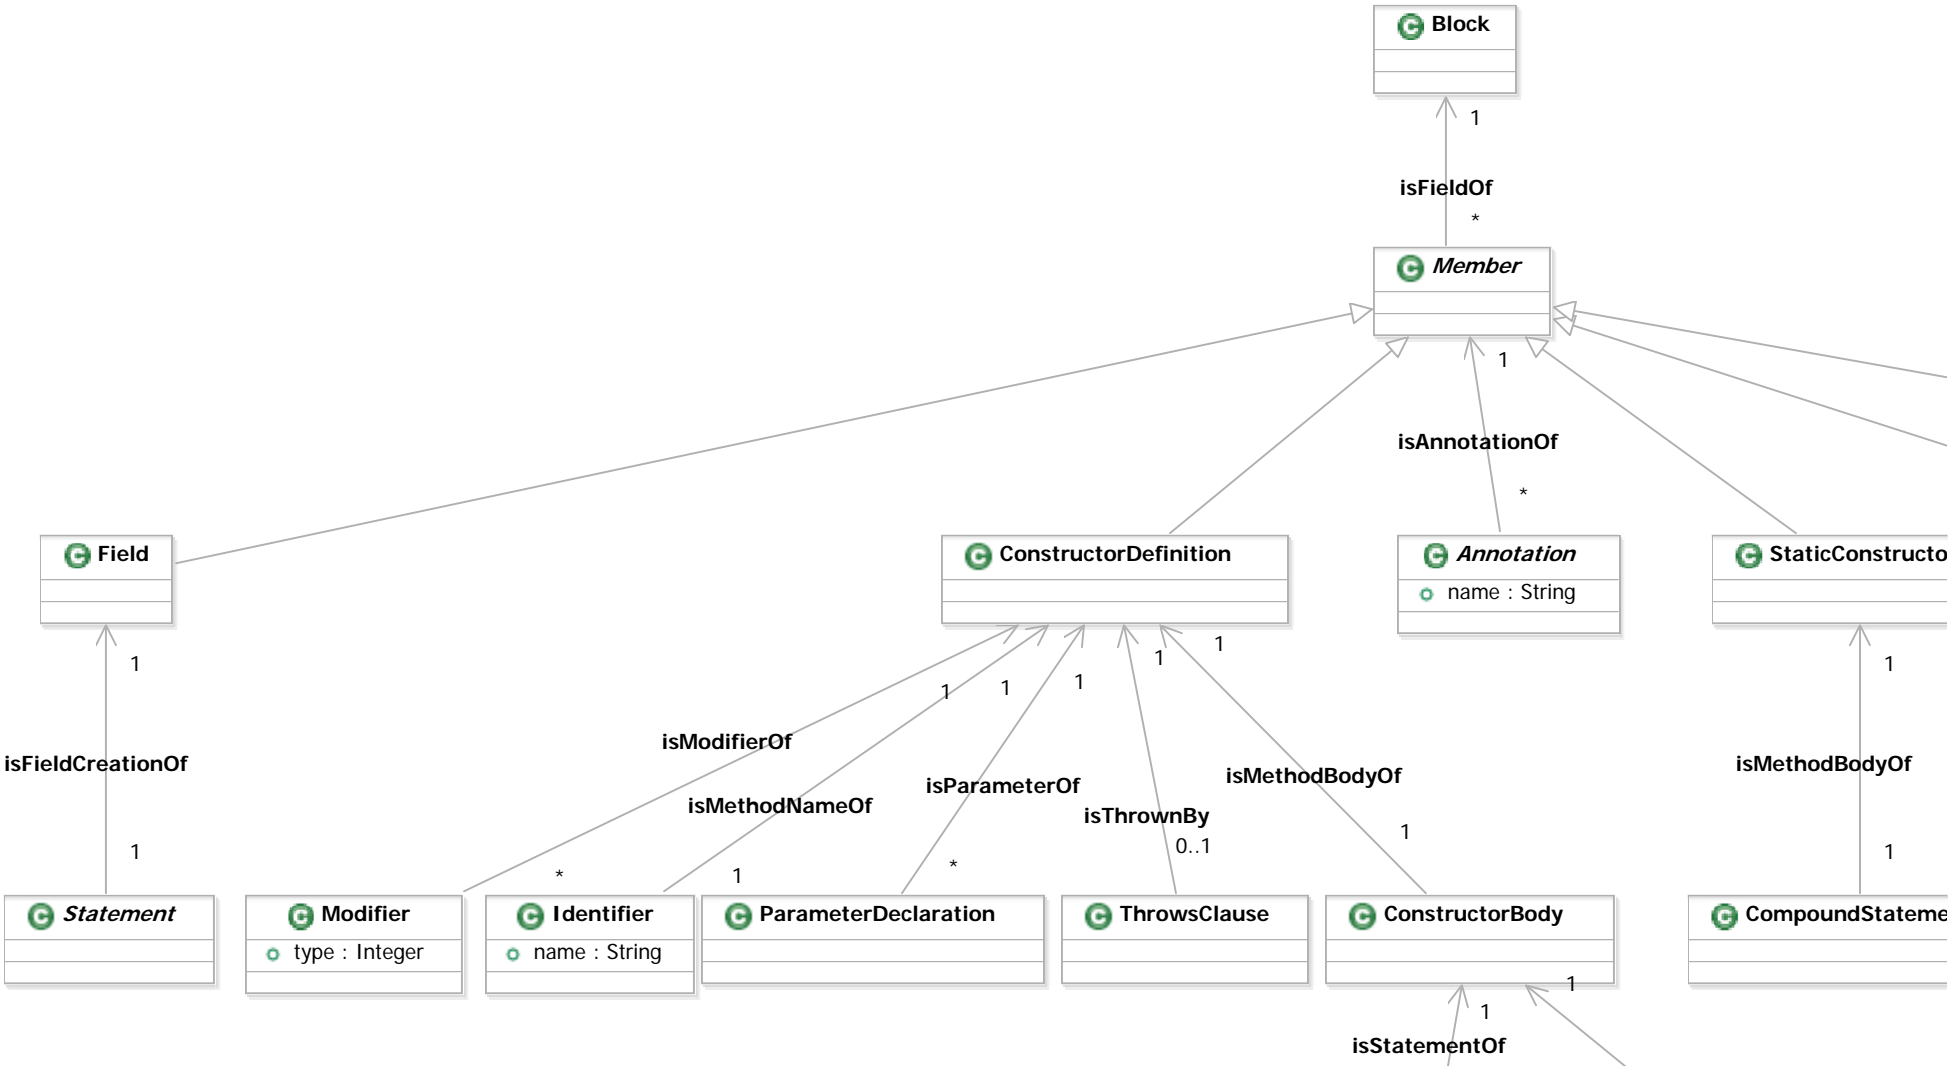 Block
1
isFieldOf
*
Member
1
isAnnotationOf
*
Field
ConstructorDefinition
Annotation
name : String
StaticConstructo
1
1
1
1
1
1
1
isFieldCreationOf
isModifierOf
isMethodNameOf
isParameterOf
isThrownBy
isMethodBodyOf
isMethodBodyOf
1
*
1
*
0..1
1
1
Statement
Modifier
type : Integer
Identifier
name : String
ParameterDeclaration
ThrowsClause
ConstructorBody
CompoundStateme
1
1
isStatementOf